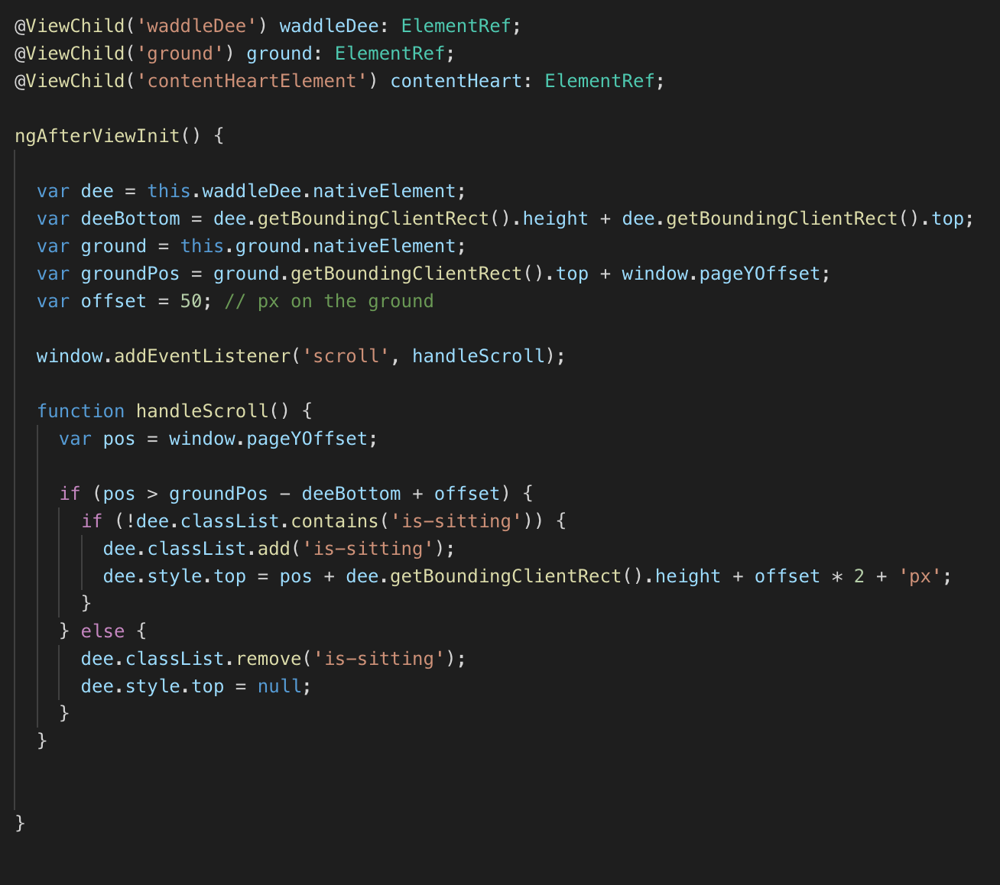 @ViewChild('waddleDee') waddleDee: ElementRef;
@ViewChild('ground') ground: ElementRef;
@ViewChild('contentHeartElement') contentHeart: ElementRef;
ngAfterViewInit() {
var dee = this.waddleDee.nativeElement;
var deeBottom = dee.getBoundingClientRect().height + dee.getBoundingClientRect().top;
var ground = this.ground.nativeElement;
var groundPos = ground.getBoundingClientRect().top + window.pageYOffset;
var offset = 50; // px on the ground
window.addEventListener('scroll', handleScroll);
function handleScroll() {
var pos = window.pageYOffset;
if (pos > groundPos - deeBottom + offset) {
if (!dee.classList.contains('is-sitting')) {
dee.classList.add('is-sitting');
dee.style.top = pos + dee.getBoundingClientRect().height + offset * 2 + 'px';
}
} else {
dee.classList.remove('is-sitting');
dee.style.top = null;
}
}
}